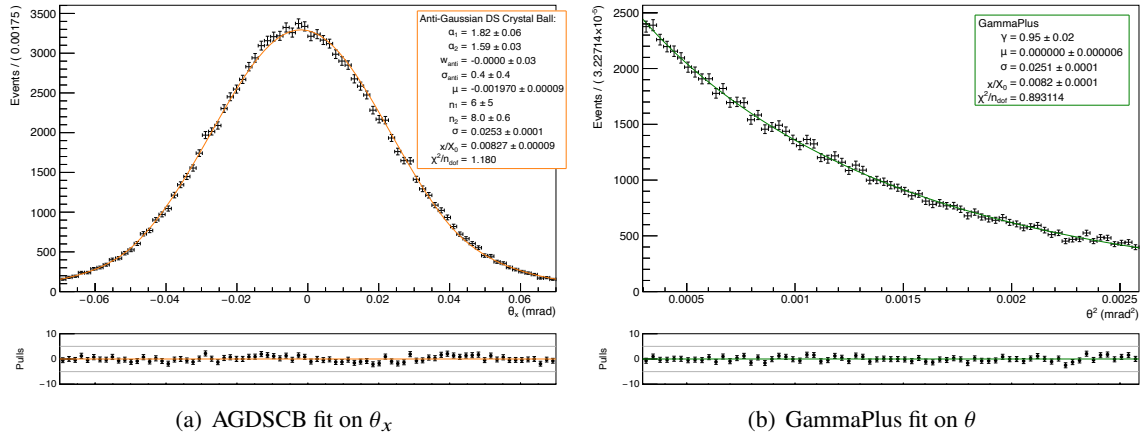 Events / ( 0.00175)
3500
3000
2500
2000
1500
1000
500
0
Anti-Gaussian DS Crystal Ball:
α₁ = 1.82 ± 0.06
α₂ = 1.59 ± 0.03
w_anti = -0.0000 ± 0.03
σ_anti = 0.4 ± 0.4
μ = -0.001970 ± 0.00009
n₁ = 6 ± 5
n₂ = 8.0 ± 0.6
σ = 0.0253 ± 0.0001
x/X₀ = 0.00827 ± 0.00009
χ²/n_dof = 1.180
−0.06 −0.04 −0.02 0 0.02 0.04 0.06
θ_x (mrad)
Pulls
10
0
−10
(a) AGDSCB fit on θ_x
Events / ( 3.22714×10⁻⁵)
2500
2000
1500
1000
500
0
GammaPlus
γ = 0.95 ± 0.02
μ = 0.000000 ± 0.000006
σ = 0.0251 ± 0.0001
x/X₀ = 0.0082 ± 0.0001
χ²/n_dof = 0.893114
0.0005 0.001 0.0015 0.002 0.0025
θ² (mrad²)
Pulls
10
0
−10
(b) GammaPlus fit on θ